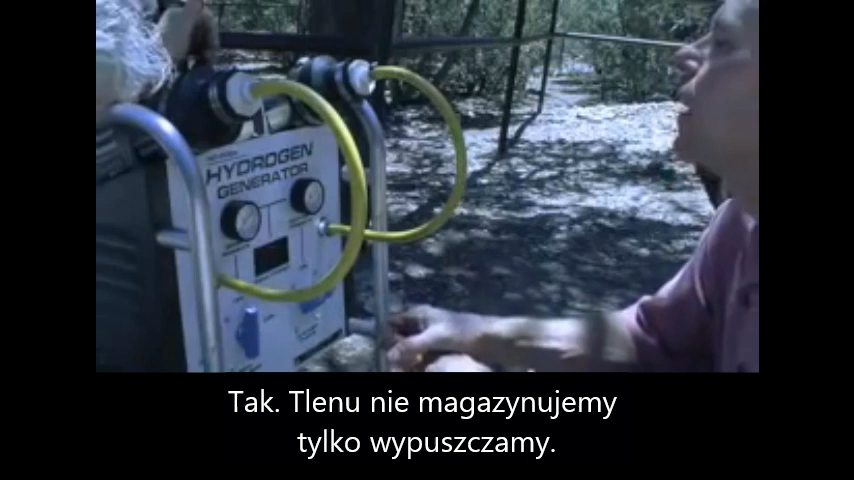 HYDROGEN
GENERATOR
Tak. Tlenu nie magazynujemy
tylko wypuszczamy.